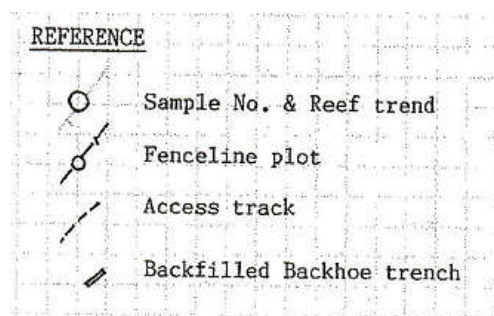 REFERENCE
Sample No. & Reef trend
Fenceline plot
Access track
Backfilled Backhoe trench